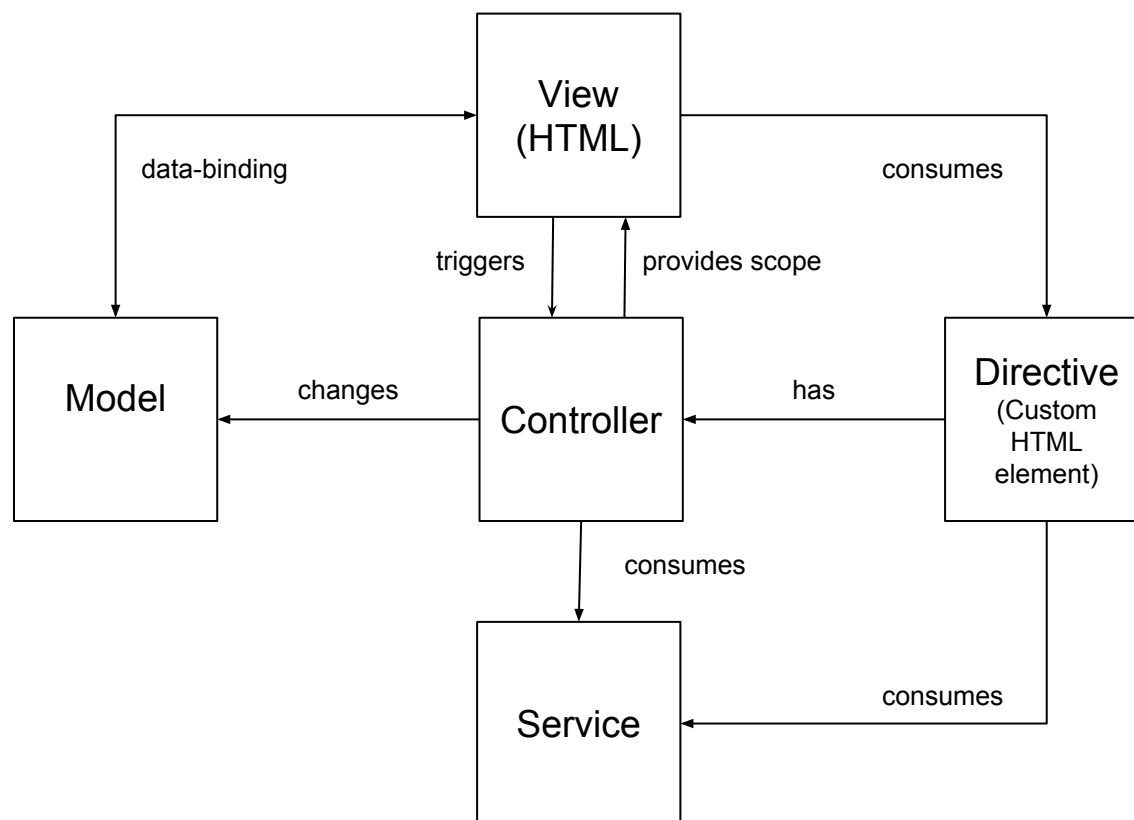 View
(HTML)
data-binding
consumes
triggers
provides scope
Model
changes
Controller
has
Directive
(Custom
HTML
element)
consumes
Service
consumes